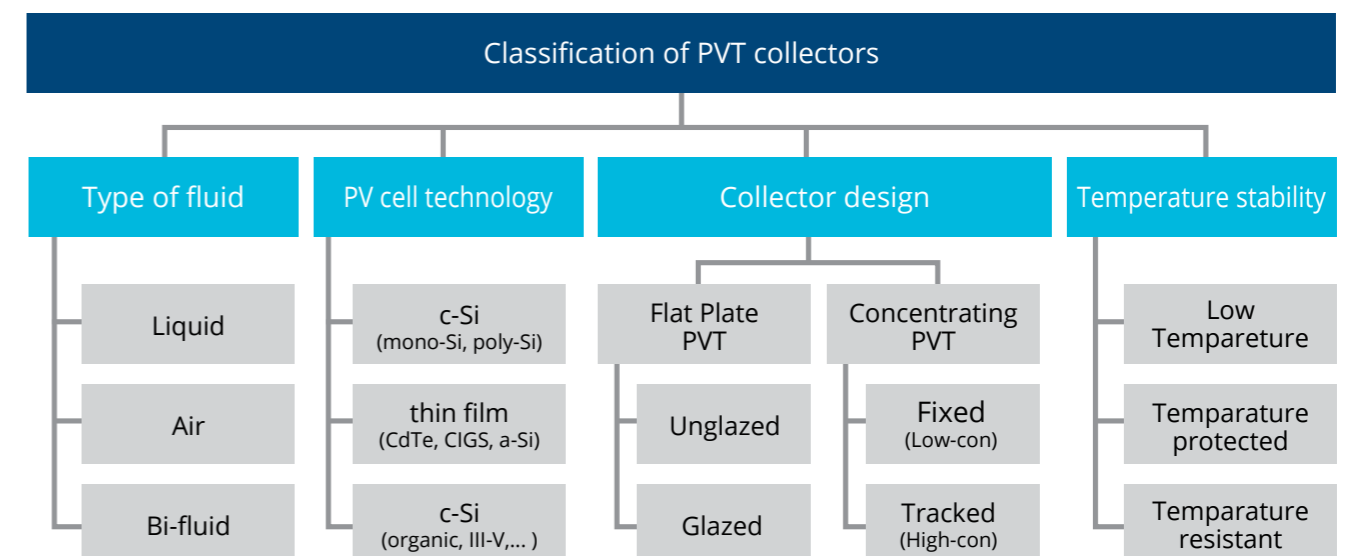 Classification of PVT collectors
Type of fluid
Liquid
Air
Bi-fluid
PV cell technology
c-Si
(mono-Si, poly-Si)
thin film
(CdTe, CIGS, a-Si)
c-Si
(organic, III-V,... )
Collector design
Flat Plate
PVT
Unglazed
Glazed
Concentrating
PVT
Fixed
(Low-con)
Tracked
(High-con)
Temperature stability
Low
Tempareture
Temparature
protected
Temparature
resistant